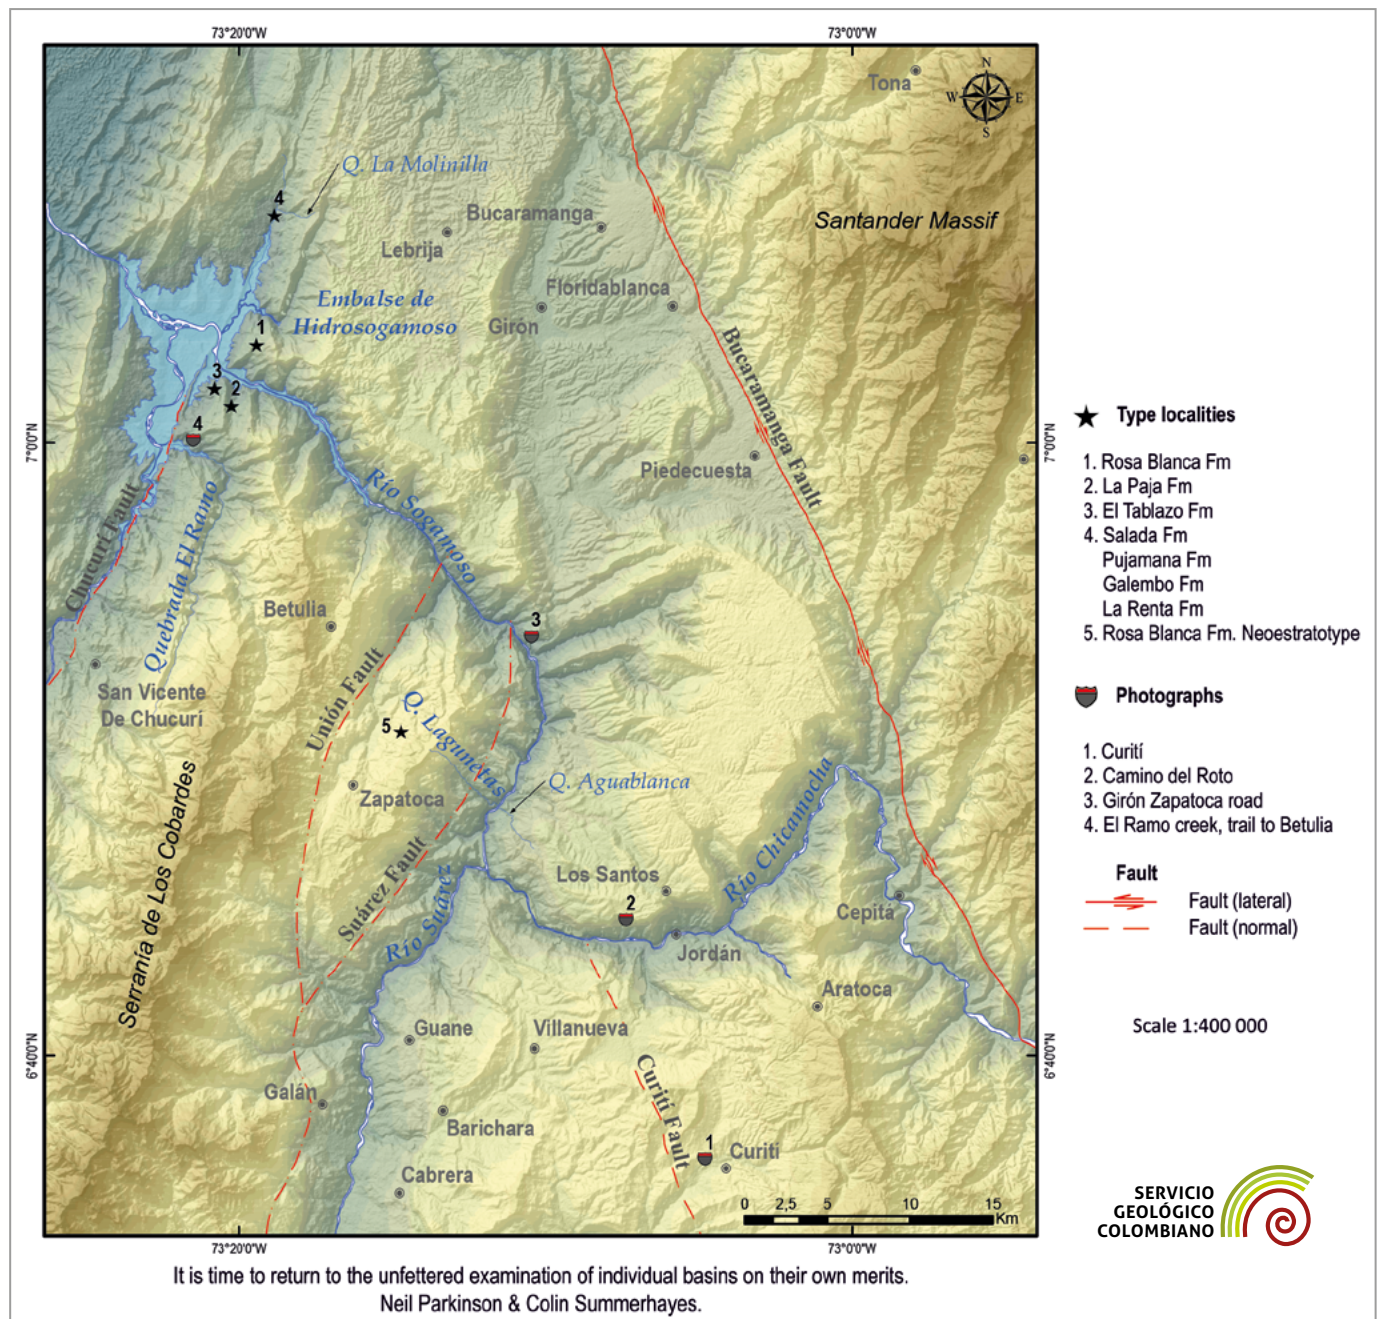 73°20'0"W
73°0'0"W
Tona
N
W
E
S
Q. La Molinilla
4
Bucaramanga
Santander Massif
Lebrija
Embalse de
Hidrosogamoso
Floridablanca
Girón
1
3
2
4
Bucaramanga Fault
7°0'0"N
7°0'0"N
Piedecuesta
Río Sogamoso
Chucurí Fault
Quebrada El Ramo
Betulia
3
San Vicente
De Chucurí
Unión Fault
Q. Lagunetas
5
Zapatoca
Q. Aguablanca
Serranía de Los Cobardes
Suárez Fault
Río Suárez
Río Chicamocha
Los Santos
2
Cepitá
Jordán
Aratoca
Guane
Villanueva
6°40'0"N
6°40'0"N
Curití Fault
Galán
Barichara
1
Curití
Cabrera
0 2,5 5 10 15
Km
73°20'0"W
73°0'0"W
Type localities
1. Rosa Blanca Fm
2. La Paja Fm
3. El Tablazo Fm
4. Salada Fm
Pujamana Fm
Galembo Fm
La Renta Fm
5. Rosa Blanca Fm. Neoestratotype
Photographs
1. Curití
2. Camino del Roto
3. Girón Zapatoca road
4. El Ramo creek, trail to Betulia
Fault
Fault (lateral)
Fault (normal)
Scale 1:400 000
SERVICIO
GEOLÓGICO
COLOMBIANO
It is time to return to the unfettered examination of individual basins on their own merits.
Neil Parkinson & Colin Summerhayes.